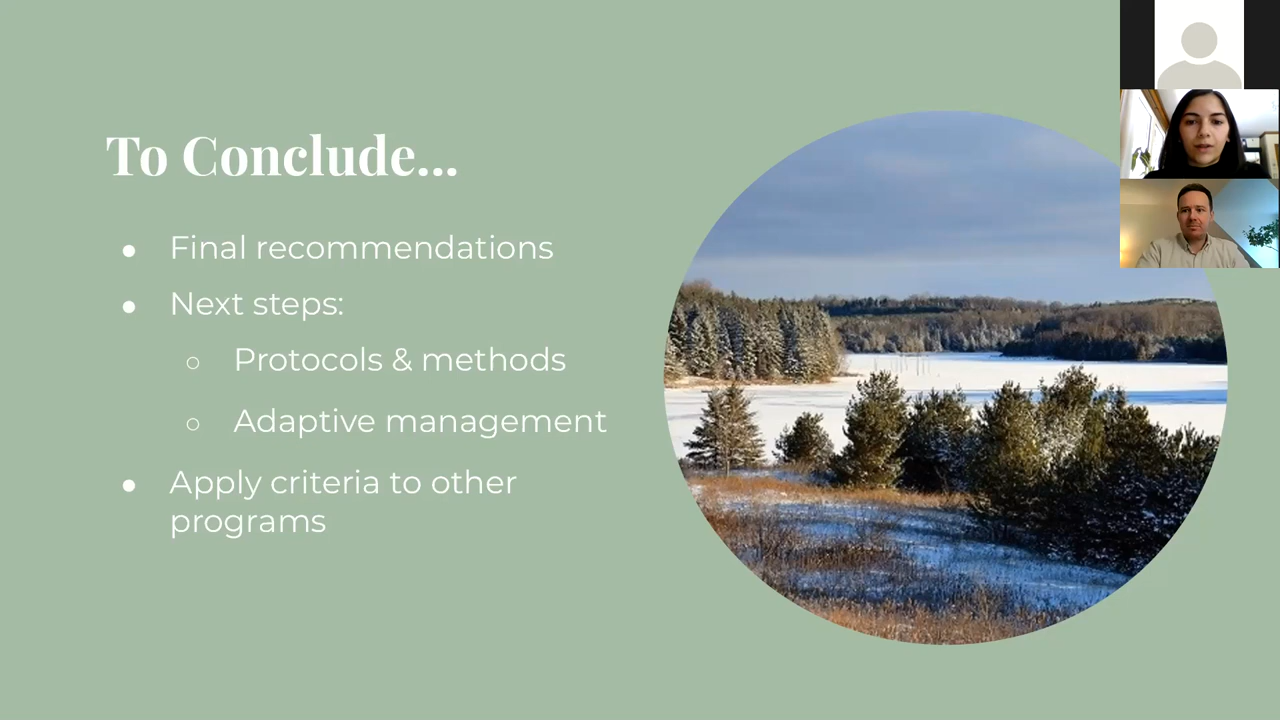 To Conclude...
● Final recommendations
● Next steps:
○ Protocols & methods
○ Adaptive management
● Apply criteria to other
programs